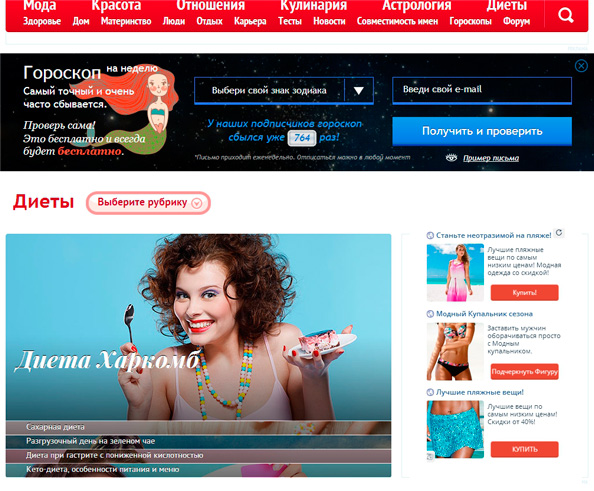 Мода Красота Отношения Кулинария Астрология Диеты
Здоровье Дом Материнство Люди Отдых Карьера Тесты Новости Совместимость имен Гороскопы Форум
Гороскоп на неделю
Самый точный и очень
часто сбывается.
Проверь сама!
Это бесплатно и всегда
будет бесплатно.
Выбери свой знак зодиака
У наших подписчиков гороскоп
сбылся уже 764 раз!
*Письмо приходит еженедельно. Отписаться можно в любой момент
Введи свой e-mail
Получить и проверить
Пример письма
Диеты
Выберите рубрику
Диета Харкомб
Сахарная диета
Разгрузочный день на зеленом чае
Диета при гастрите с пониженной кислотностью
Кето-диета, особенности питания и меню
Станьте неотразимой на пляже!
Лучшие пляжные
вещи по самым
низким ценам! Модная
одежда со скидкой!
Купить!
Модный Купальник сезона
Заставить мужчин
оборачиваться просто
с Модным
купальником.
Подчеркнуть Фигуру
Лучшие пляжные вещи!
Лучшие пляжные
вещи по самым
низким ценам!
Скидки от 40%!
КУПИТЬ